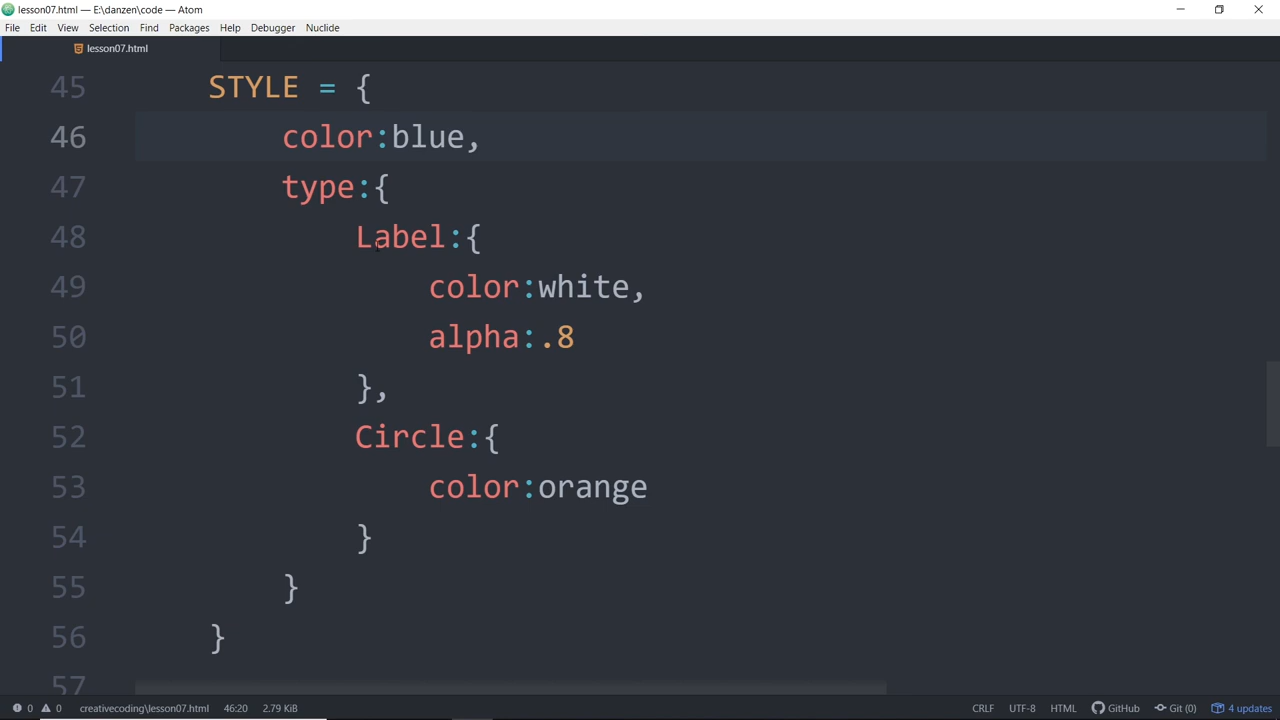 lesson07.html — E:\danzen\code — Atom
File Edit View Selection Find Packages Help Debugger Nuclide
lesson07.html
45 STYLE = {
46 color:blue,
47 type:{
48 Label:{
49 color:white,
50 alpha:.8
51 },
52 Circle:{
53 color:orange
54 }
55 }
56 }
57
0 0 creativecoding\lesson07.html 46:20 2.79 KiB CRLF UTF-8 HTML GitHub Git (0) 4 updates